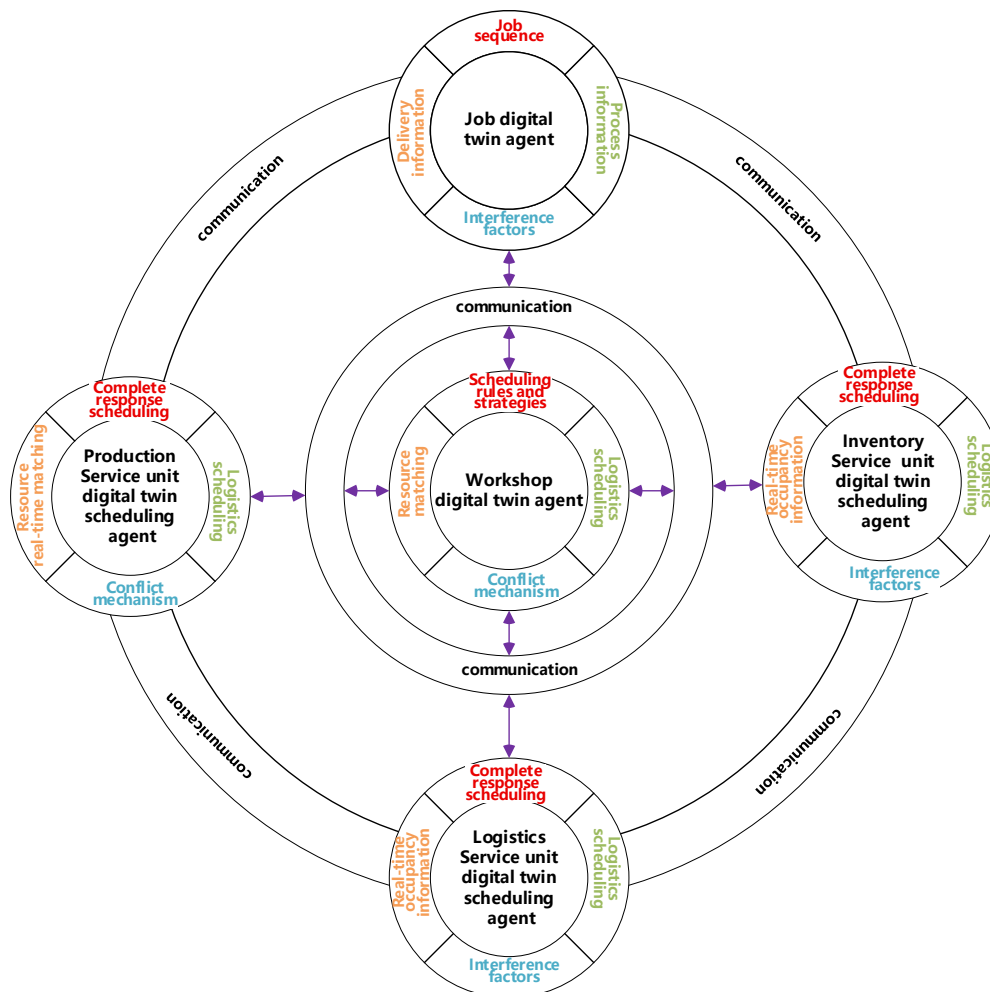 Job
sequence
Delivery
information
Job digital
twin agent
Process
information
Interference
factors
communication
communication
communication
Complete
response
scheduling
Resource
real-time matching
Production
Service unit
digital twin
scheduling
agent
Logistics
scheduling
Conflict
mechanism
Scheduling
rules and
strategies
Resource
matching
Workshop
digital twin agent
Logistics
scheduling
Conflict
mechanism
Complete
response
scheduling
Real-time
occupancy
information
Inventory
Service unit
digital twin
scheduling
agent
Logistics
scheduling
Interference
factors
communication
communication
communication
Complete
response
scheduling
Real-time
occupancy
information
Logistics
Service unit
digital twin
scheduling
agent
Logistics
scheduling
Interference
factors